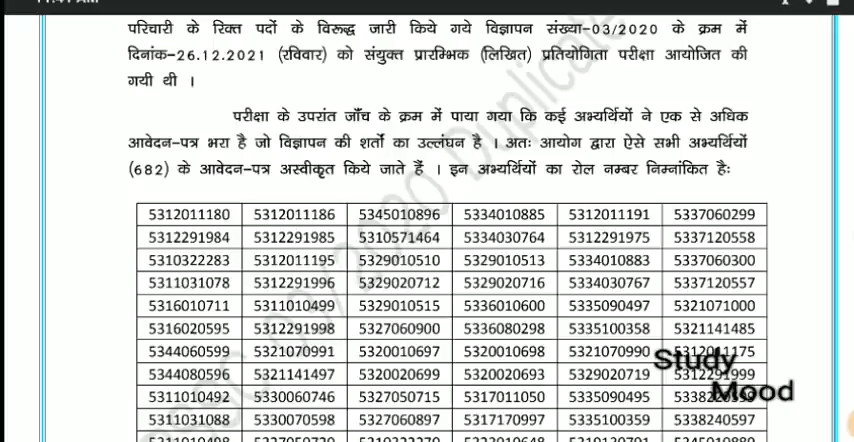 परिचारी के रिक्त पदों के विरूद्ध जारी किये गये विज्ञापन संख्या-03/2020 के क्रम में
दिनांक-26.12.2021 (रविवार) को संयुक्त प्रारम्भिक (लिखित) प्रतियोगिता परीक्षा आयोजित की
गयी थी ।
परीक्षा के उपरांत जाँच के क्रम में पाया गया कि कई अभ्यर्थियों ने एक से अधिक
आवेदन-पत्र भरा है जो विज्ञापन की शर्तों का उल्लंघन है । अतः आयोग द्वारा ऐसे सभी अभ्यर्थियों
(682) के आवेदन-पत्र अस्वीकृत किये जाते हैं । इन अभ्यर्थियों का रोल नम्बर निम्नांकित हैः
5312011180 5312011186 5345010896 5334010885 5312011191 5337060299
5312291984 5312291985 5310571464 5334030764 5312291975 5337120558
5310322283 5312011195 5329010510 5329010513 5334010883 5337060300
5311031078 5312291996 5329020712 5329020716 5334030767 5337120557
5316010711 5311010499 5329010515 5336010600 5335090497 5321071000
5316020595 5312291998 5327060900 5336080298 5335100358 5321141485
5344060599 5321070991 5320010697 5320010698 5321070990 5312011175
5344080596 5321141497 5320020699 5320020693 5329020719 5312291999
5311010492 5330060746 5327050715 5317011050 5335090495
5311031088 5330070598 5327060897 5317170997 5335100359 5338240597
Study
Mood
03/2020 Duplicate